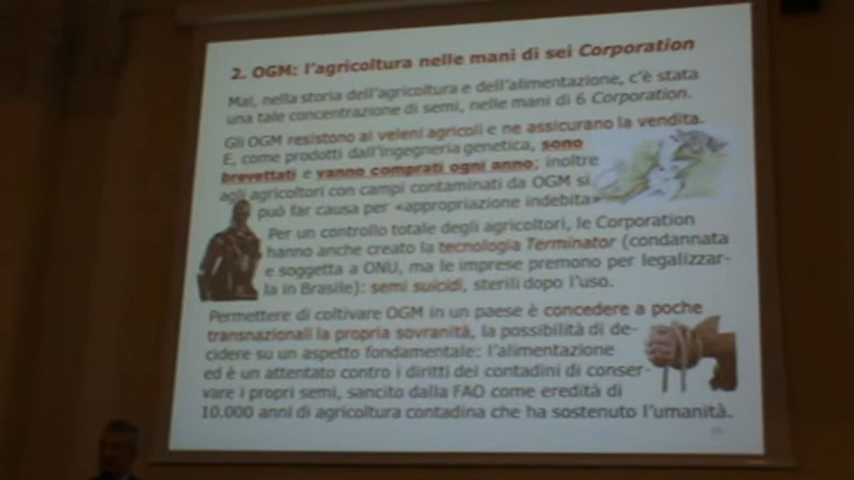 2. OGM: l'agricoltura nelle mani di sei Corporation
Mai, nella storia dell'agricoltura e dell'alimentazione, c'è stata
una tale concentrazione di semi, nelle mani di 6 Corporation.
Gli OGM resistono ai veleni agricoli e ne assicurano la vendita.
E, come prodotti dall'ingegneria genetica, sono
brevettati e vanno comprati ogni anno; inoltre
agli agricoltori con campi contaminati da OGM si
può far causa per «appropriazione indebita»
Per un controllo totale degli agricoltori, le Corporation
hanno anche creato la tecnologia Terminator (condannata
e soggetta a ONU, ma le imprese premono per legalizzar-
la in Brasile): semi suicidi, sterili dopo l'uso.
Permettere di coltivare OGM in un paese è concedere a poche
transnazionali la propria sovranità, la possibilità di de-
cidere su un aspetto fondamentale: l'alimentazione
ed è un attentato contro i diritti dei contadini di conser-
vare i propri semi, sancito dalla FAO come eredità di
10.000 anni di agricoltura contadina che ha sostenuto l'umanità.